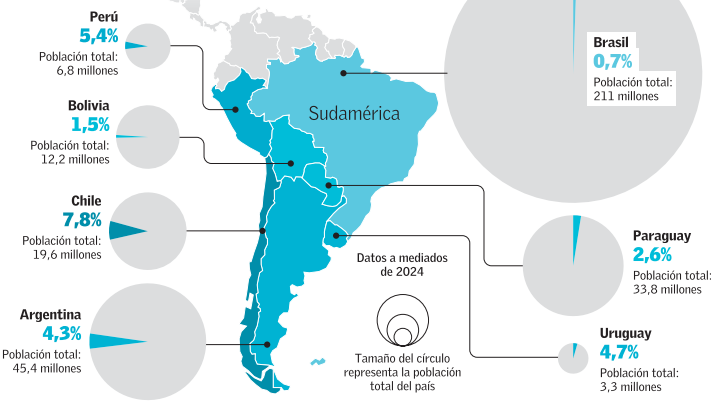 Perú
5,4%
Población total:
6,8 millones
Bolivia
1,5%
Población total:
12,2 millones
Chile
7,8%
Población total:
19,6 millones
Argentina
4,3%
Población total:
45,4 millones
Sudamérica
Brasil
0,7%
Población total:
211 millones
Paraguay
2,6%
Población total:
33,8 millones
Uruguay
4,7%
Población total:
3,3 millones
Datos a mediados
de 2024
Tamaño del círculo
representa la población
total del país